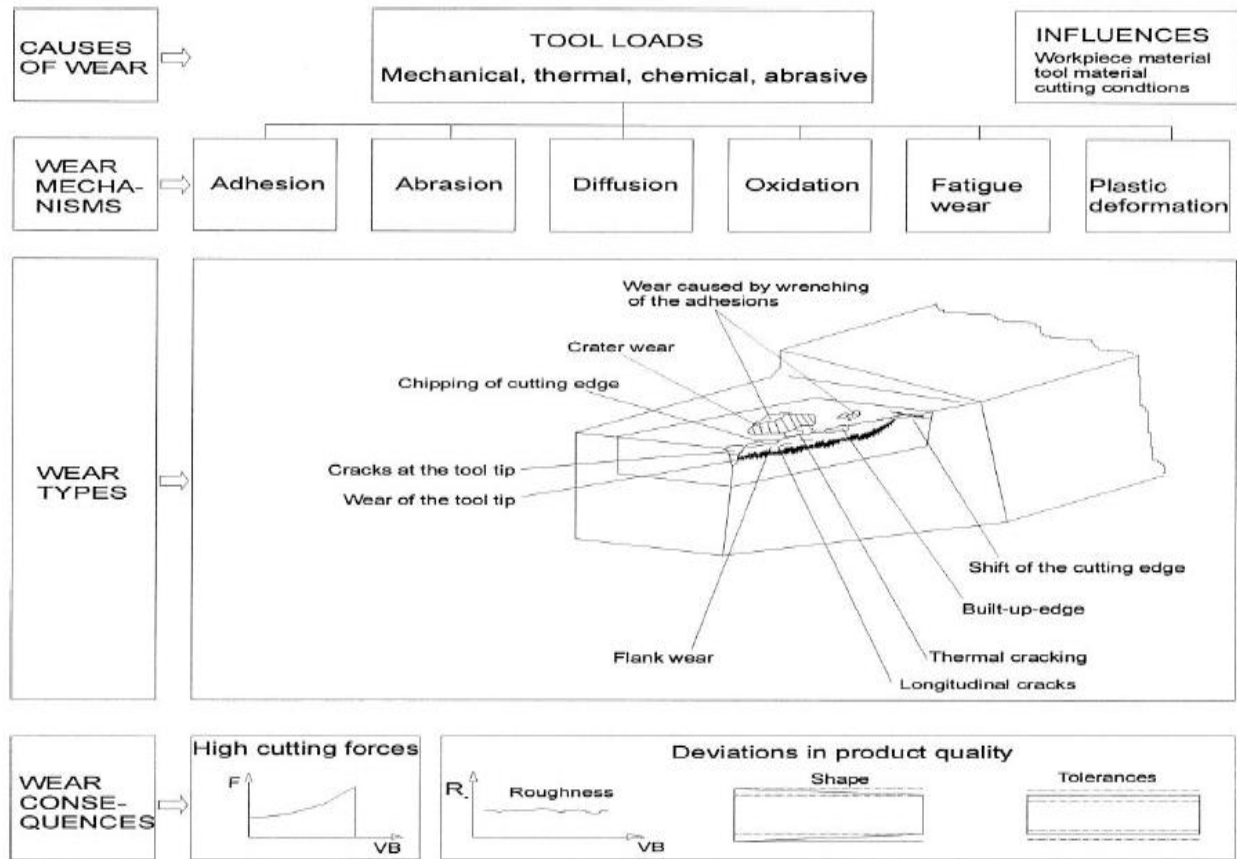 CAUSES
OF WEAR
TOOL LOADS
Mechanical, thermal, chemical, abrasive
INFLUENCES
Workpiece material
tool material
cutting condtions
WEAR
MECHA-
NISMS
Adhesion
Abrasion
Diffusion
Oxidation
Fatigue
wear
Plastic
deformation
WEAR
TYPES
Wear caused by wrenching
of the adhesions
Crater wear
Chipping of cutting edge
Cracks at the tool tip
Wear of the tool tip
Shift of the cutting edge
Built-up-edge
Flank wear
Thermal cracking
Longitudinal cracks
WEAR
CONSE-
QUENCES
High cutting forces
F
VB
Deviations in product quality
R
Roughness
VB
Shape
Tolerances